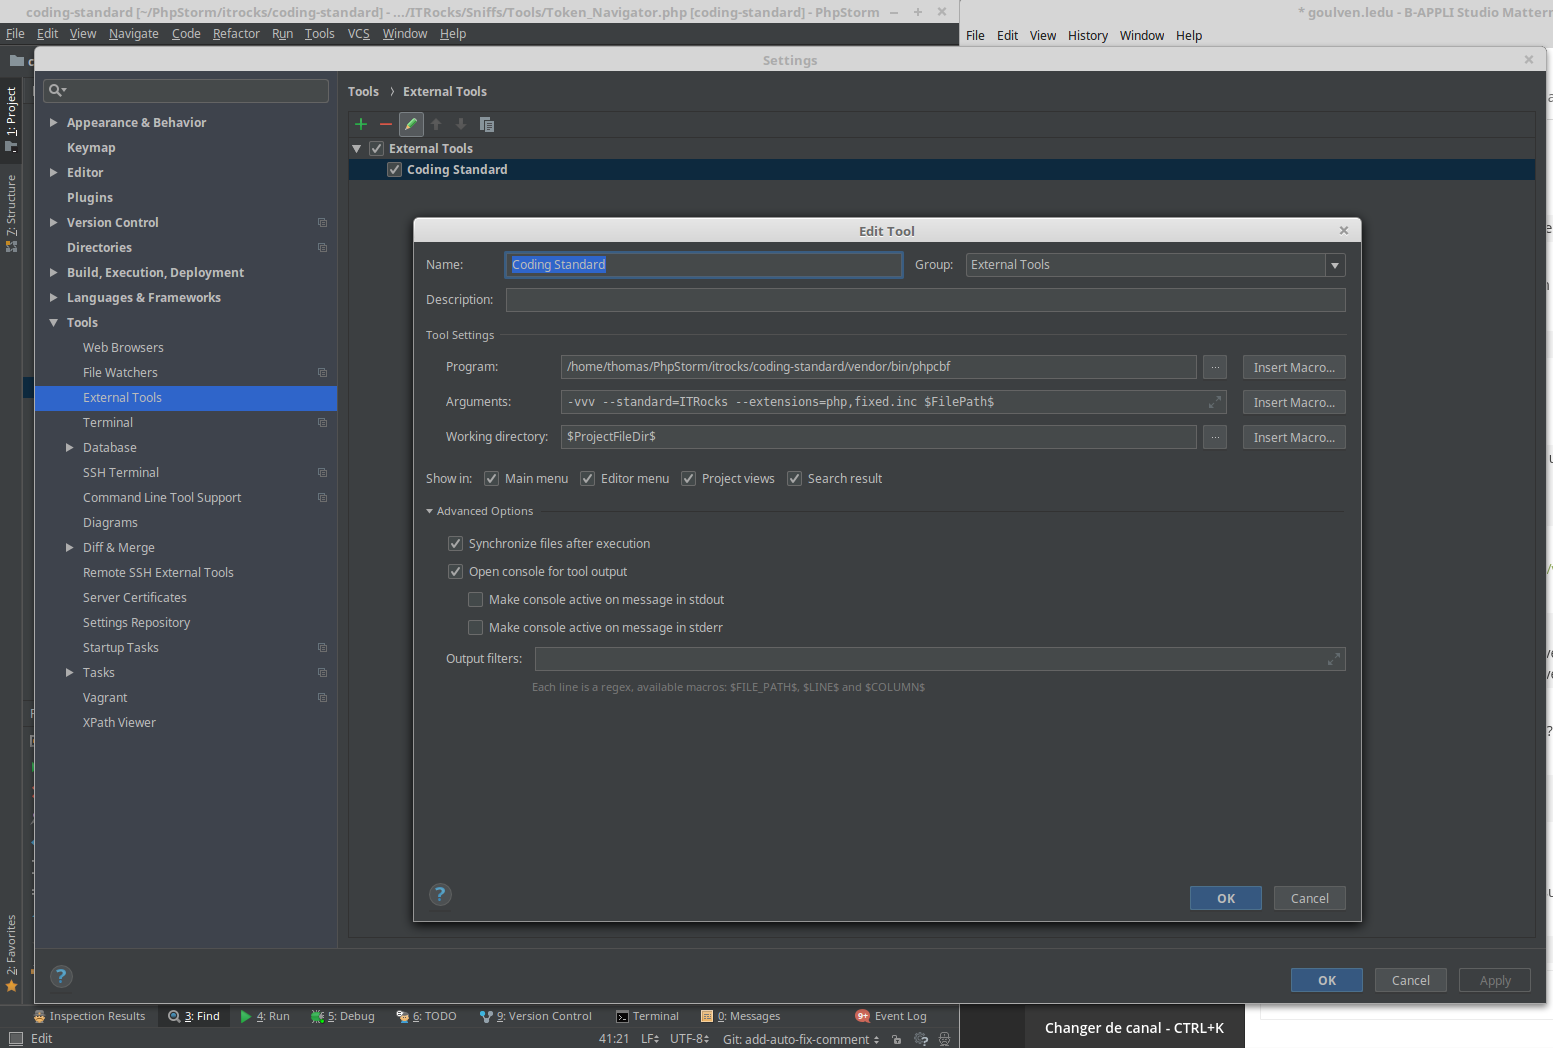 coding-standard [~/PhpStorm/itrocks/coding-standard] - .../ITRocks/Sniffs/Tools/Token_Navigator.php [coding-standard] - PhpStorm
* goulven.ledu - B-APPLI Studio Matterm
File Edit View Navigate Code Refactor Run Tools VCS Window Help
File Edit View History Window Help
Settings
1: Project
7: Structure
2: Favorites
Appearance & Behavior
Keymap
Editor
Plugins
Version Control
Directories
Build, Execution, Deployment
Languages & Frameworks
Tools
Web Browsers
File Watchers
External Tools
Terminal
Database
SSH Terminal
Command Line Tool Support
Diagrams
Diff & Merge
Remote SSH External Tools
Server Certificates
Settings Repository
Startup Tasks
Tasks
Vagrant
XPath Viewer
Tools › External Tools
External Tools
Coding Standard
Edit Tool
Name: Coding Standard Group: External Tools
Description:
Tool Settings
Program: /home/thomas/PhpStorm/itrocks/coding-standard/vendor/bin/phpcbf ... Insert Macro...
Arguments: -vvv --standard=ITRocks --extensions=php,fixed.inc $FilePath$ Insert Macro...
Working directory: $ProjectFileDir$ ... Insert Macro...
Show in: Main menu Editor menu Project views Search result
Advanced Options
Synchronize files after execution
Open console for tool output
Make console active on message in stdout
Make console active on message in stderr
Output filters:
Each line is a regex, available macros: $FILE_PATH$, $LINE$ and $COLUMN$
? OK Cancel
? OK Cancel Apply
Inspection Results 3: Find 4: Run 5: Debug 6: TODO 9: Version Control Terminal 0: Messages 9+ Event Log
Edit 41:21 LF UTF-8 Git: add-auto-fix-comment
Changer de canal - CTRL+K